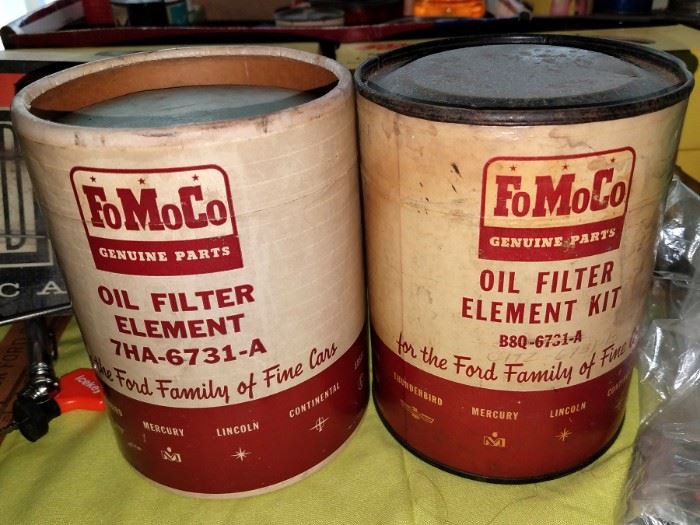 FoMoCo
GENUINE PARTS
OIL FILTER
ELEMENT
7HA-6731-A
the Ford Family of Fine Cars
MERCURY
LINCOLN
CONTINENTAL
FoMoCo
GENUINE PARTS
OIL FILTER
ELEMENT KIT
B8Q-6731-A
for the Ford Family of Fine
THUNDERBIRD
MERCURY
LINCOLN